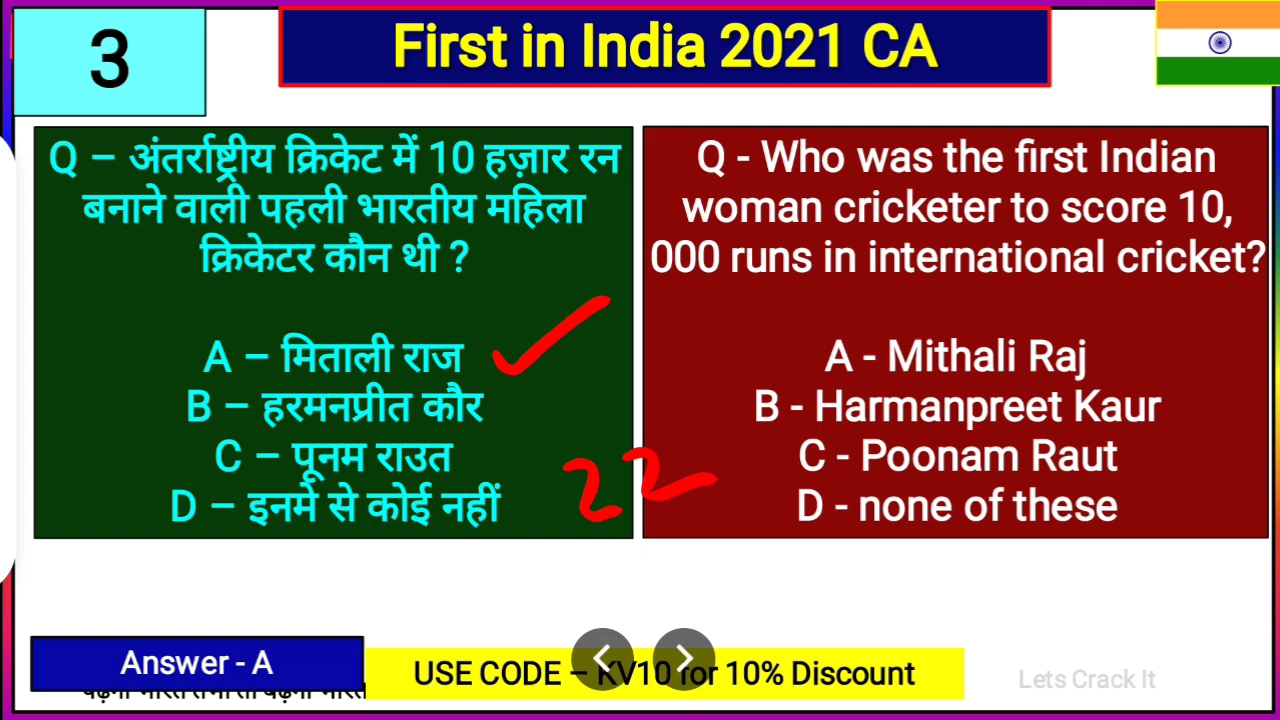 3
First in India 2021 CA
Q – अंतर्राष्ट्रीय क्रिकेट में 10 हज़ार रन
बनाने वाली पहली भारतीय महिला
क्रिकेटर कौन थी ?
A – मिताली राज
B – हरमनप्रीत कौर
C – पूनम राउत
D – इनमें से कोई नहीं
22
Q - Who was the first Indian
woman cricketer to score 10,
000 runs in international cricket?
A - Mithali Raj
B - Harmanpreet Kaur
C - Poonam Raut
D - none of these
Answer - A
USE CODE – KV10 for 10% Discount
Lets Crack It